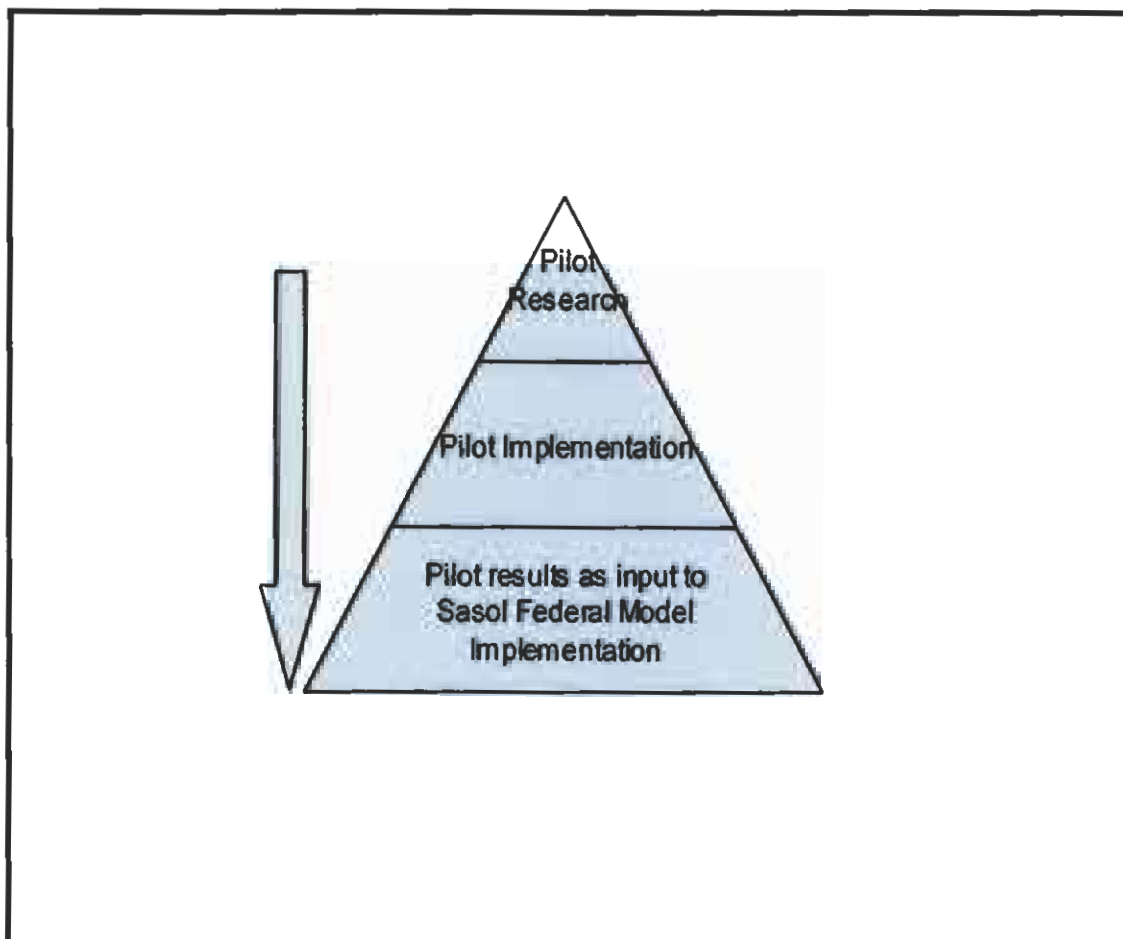 Pilot
Research
Pilot Implementation
Pilot results as input to
Sasol Federal Model
Implementation